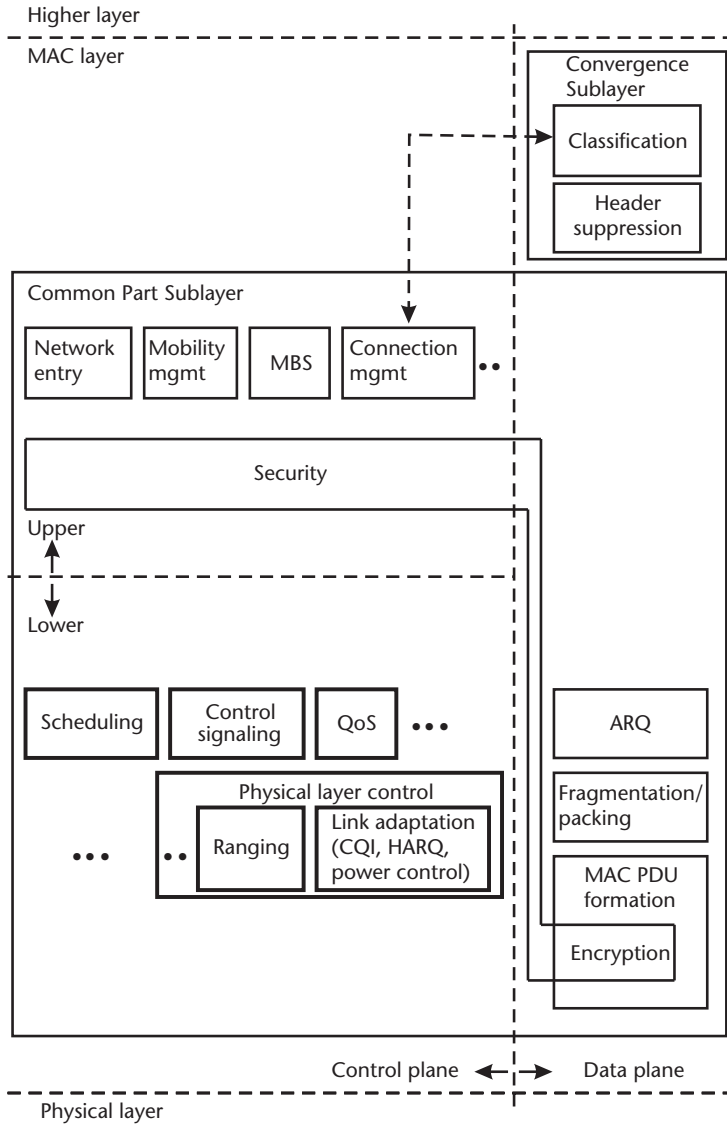 Higher layer
MAC layer
Convergence
Sublayer
Classification
Header
suppression
Common Part Sublayer
Network
entry
Mobility
mgmt
MBS
Connection
mgmt
Security
Upper
Lower
Scheduling
Control
signaling
QoS
ARQ
Physical layer control
Ranging
Link adaptation
(CQI, HARQ,
power control)
Fragmentation/
packing
MAC PDU
formation
Encryption
Control plane
Data plane
Physical layer